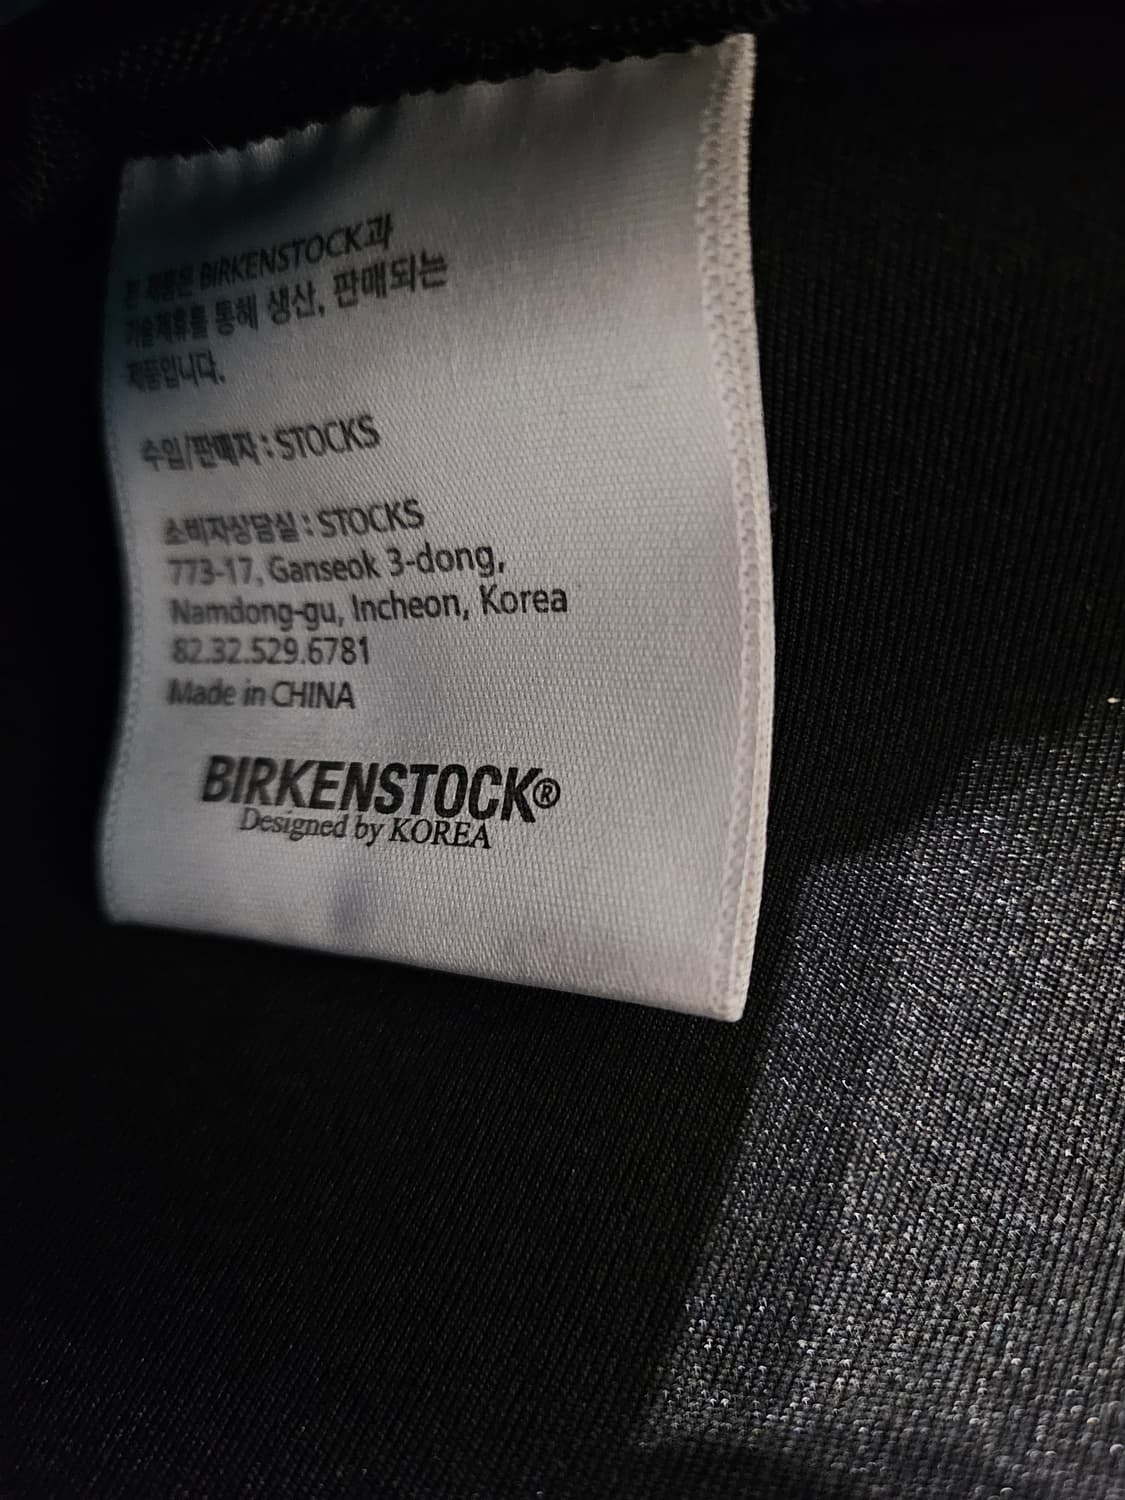 본 제품은 BIRKENSTOCK과
기술제휴를 통해 생산, 판매되는
제품입니다.
수입/판매자 : STOCKS
소비자상담실 : STOCKS
773-17, Ganseok 3-dong,
Namdong-gu, Incheon, Korea
82.32.529.6781
Made in CHINA
BIRKENSTOCK®
Designed by KOREA